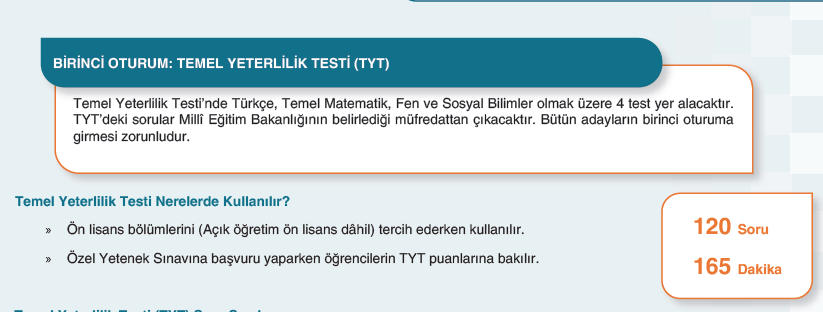 BİRİNCİ OTURUM: TEMEL YETERLİLİK TESTİ (TYT)
Temel Yeterlilik Testi’nde Türkçe, Temel Matematik, Fen ve Sosyal Bilimler olmak üzere 4 test yer alacaktır.
TYT’deki sorular Millî Eğitim Bakanlığının belirlediği müfredattan çıkacaktır. Bütün adayların birinci oturuma
girmesi zorunludur.
Temel Yeterlilik Testi Nerelerde Kullanılır?
» Ön lisans bölümlerini (Açık öğretim ön lisans dâhil) tercih ederken kullanılır.
» Özel Yetenek Sınavına başvuru yaparken öğrencilerin TYT puanlarına bakılır.
120 Soru
165 Dakika